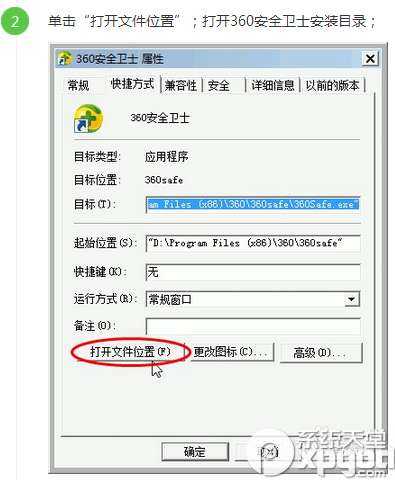 2 单击“打开文件位置”；打开360安全卫士安装目录；
360安全卫士 属性
常规 快捷方式 兼容性 安全 详细信息 以前的版本
360安全卫士
目标类型: 应用程序
目标位置: 360safe
目标(T): am Files (x86)\360\360safe\360Safe.exe"
起始位置(S): "D:\Program Files (x86)\360\360safe"
快捷键(K): 无
运行方式(R): 常规窗口
备注(O):
打开文件位置(F) 更改图标(C)... 高级(D)...
确定 取消
系统天堂